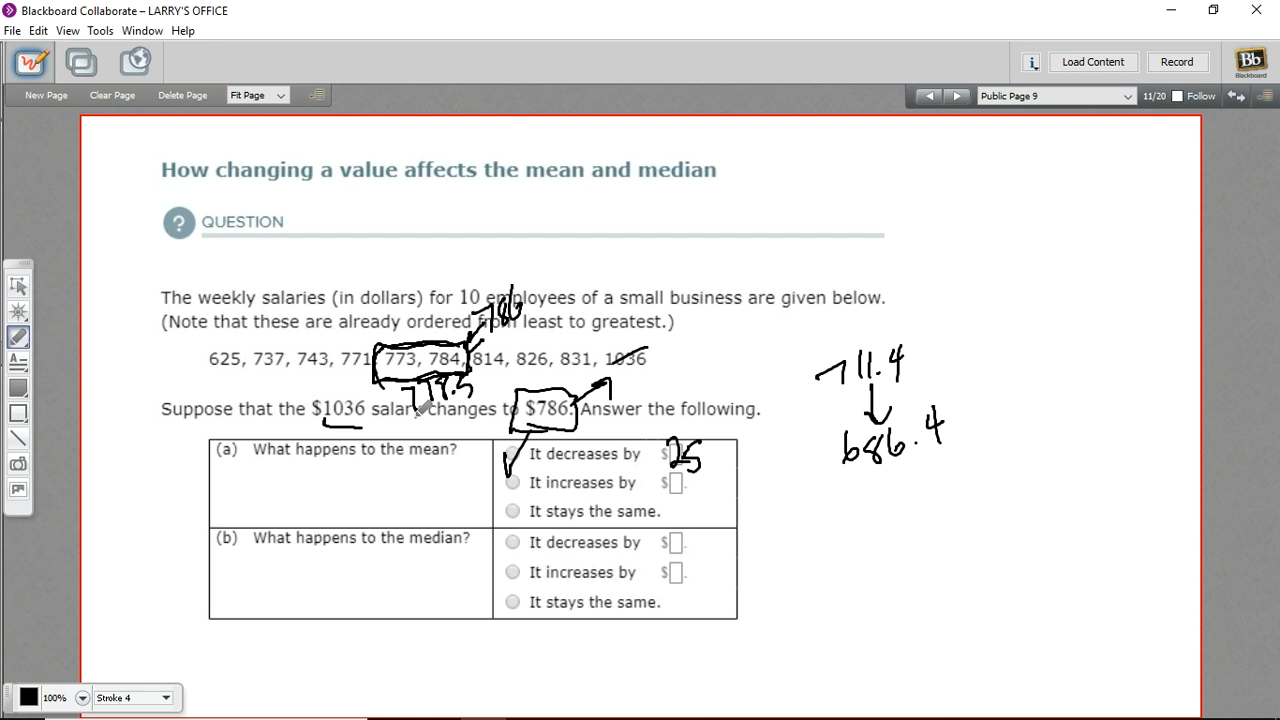 Blackboard Collaborate – LARRY'S OFFICE
File Edit View Tools Window Help
i Load Content Record Bb
Blackboard
New Page Clear Page Delete Page Fit Page Public Page 9 11/20 Follow
How changing a value affects the mean and median
? QUESTION
786
The weekly salaries (in dollars) for 10 employees of a small business are given below.
(Note that these are already ordered from least to greatest.)
625, 737, 743, 771, 773, 784, 814, 826, 831, 1036
711.4
778.5
Suppose that the $1036 salary changes to $786. Answer the following.
686.4
(a) What happens to the mean? It decreases by $ 25
It increases by $ .
It stays the same.
(b) What happens to the median? It decreases by $ .
It increases by $ .
It stays the same.
100% Stroke 4